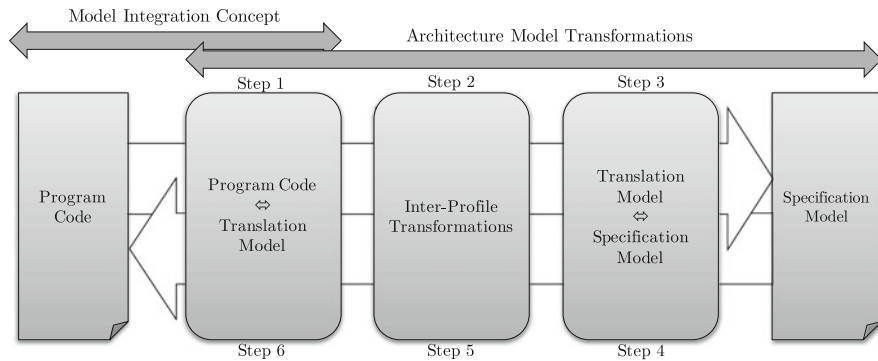 Model Integration Concept
Architecture Model Transformations
Step 1
Step 2
Step 3
Program
Code
Program Code
⇔
Translation
Model
Inter-Profile
Transformations
Translation
Model
⇔
Specification
Model
Specification
Model
Step 6
Step 5
Step 4